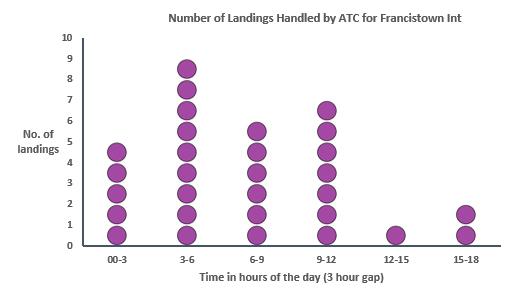 Number of Landings Handled by ATC for Francistown Int
10
9
8
7
6
5
4
3
2
1
0
No. of
landings
00-3 3-6 6-9 9-12 12-15 15-18
Time in hours of the day (3 hour gap)